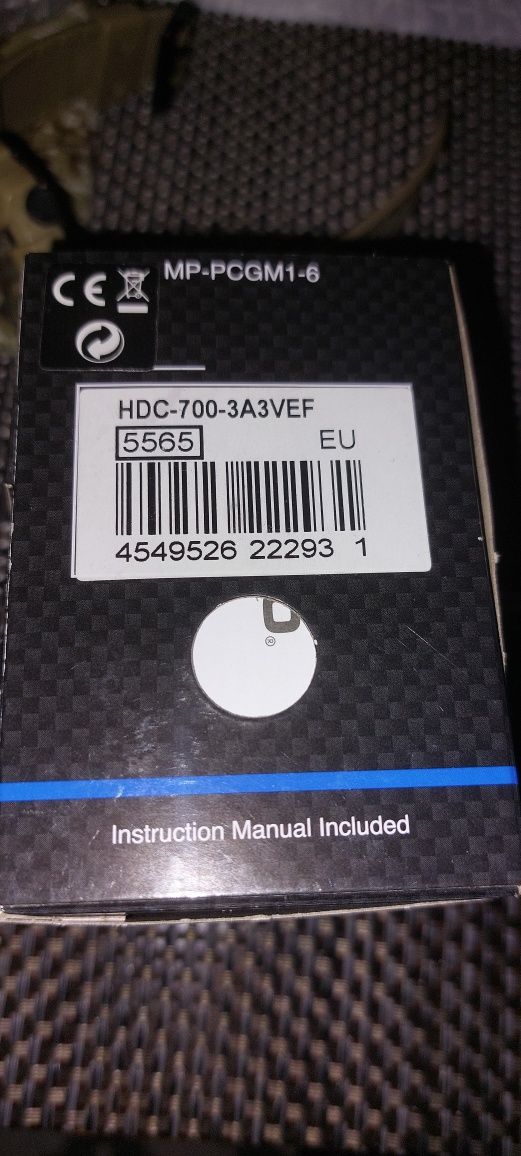 CE
MP-PCGM1-6
HDC-700-3A3VEF
5565 EU
4549526 22293 1
Instruction Manual Included